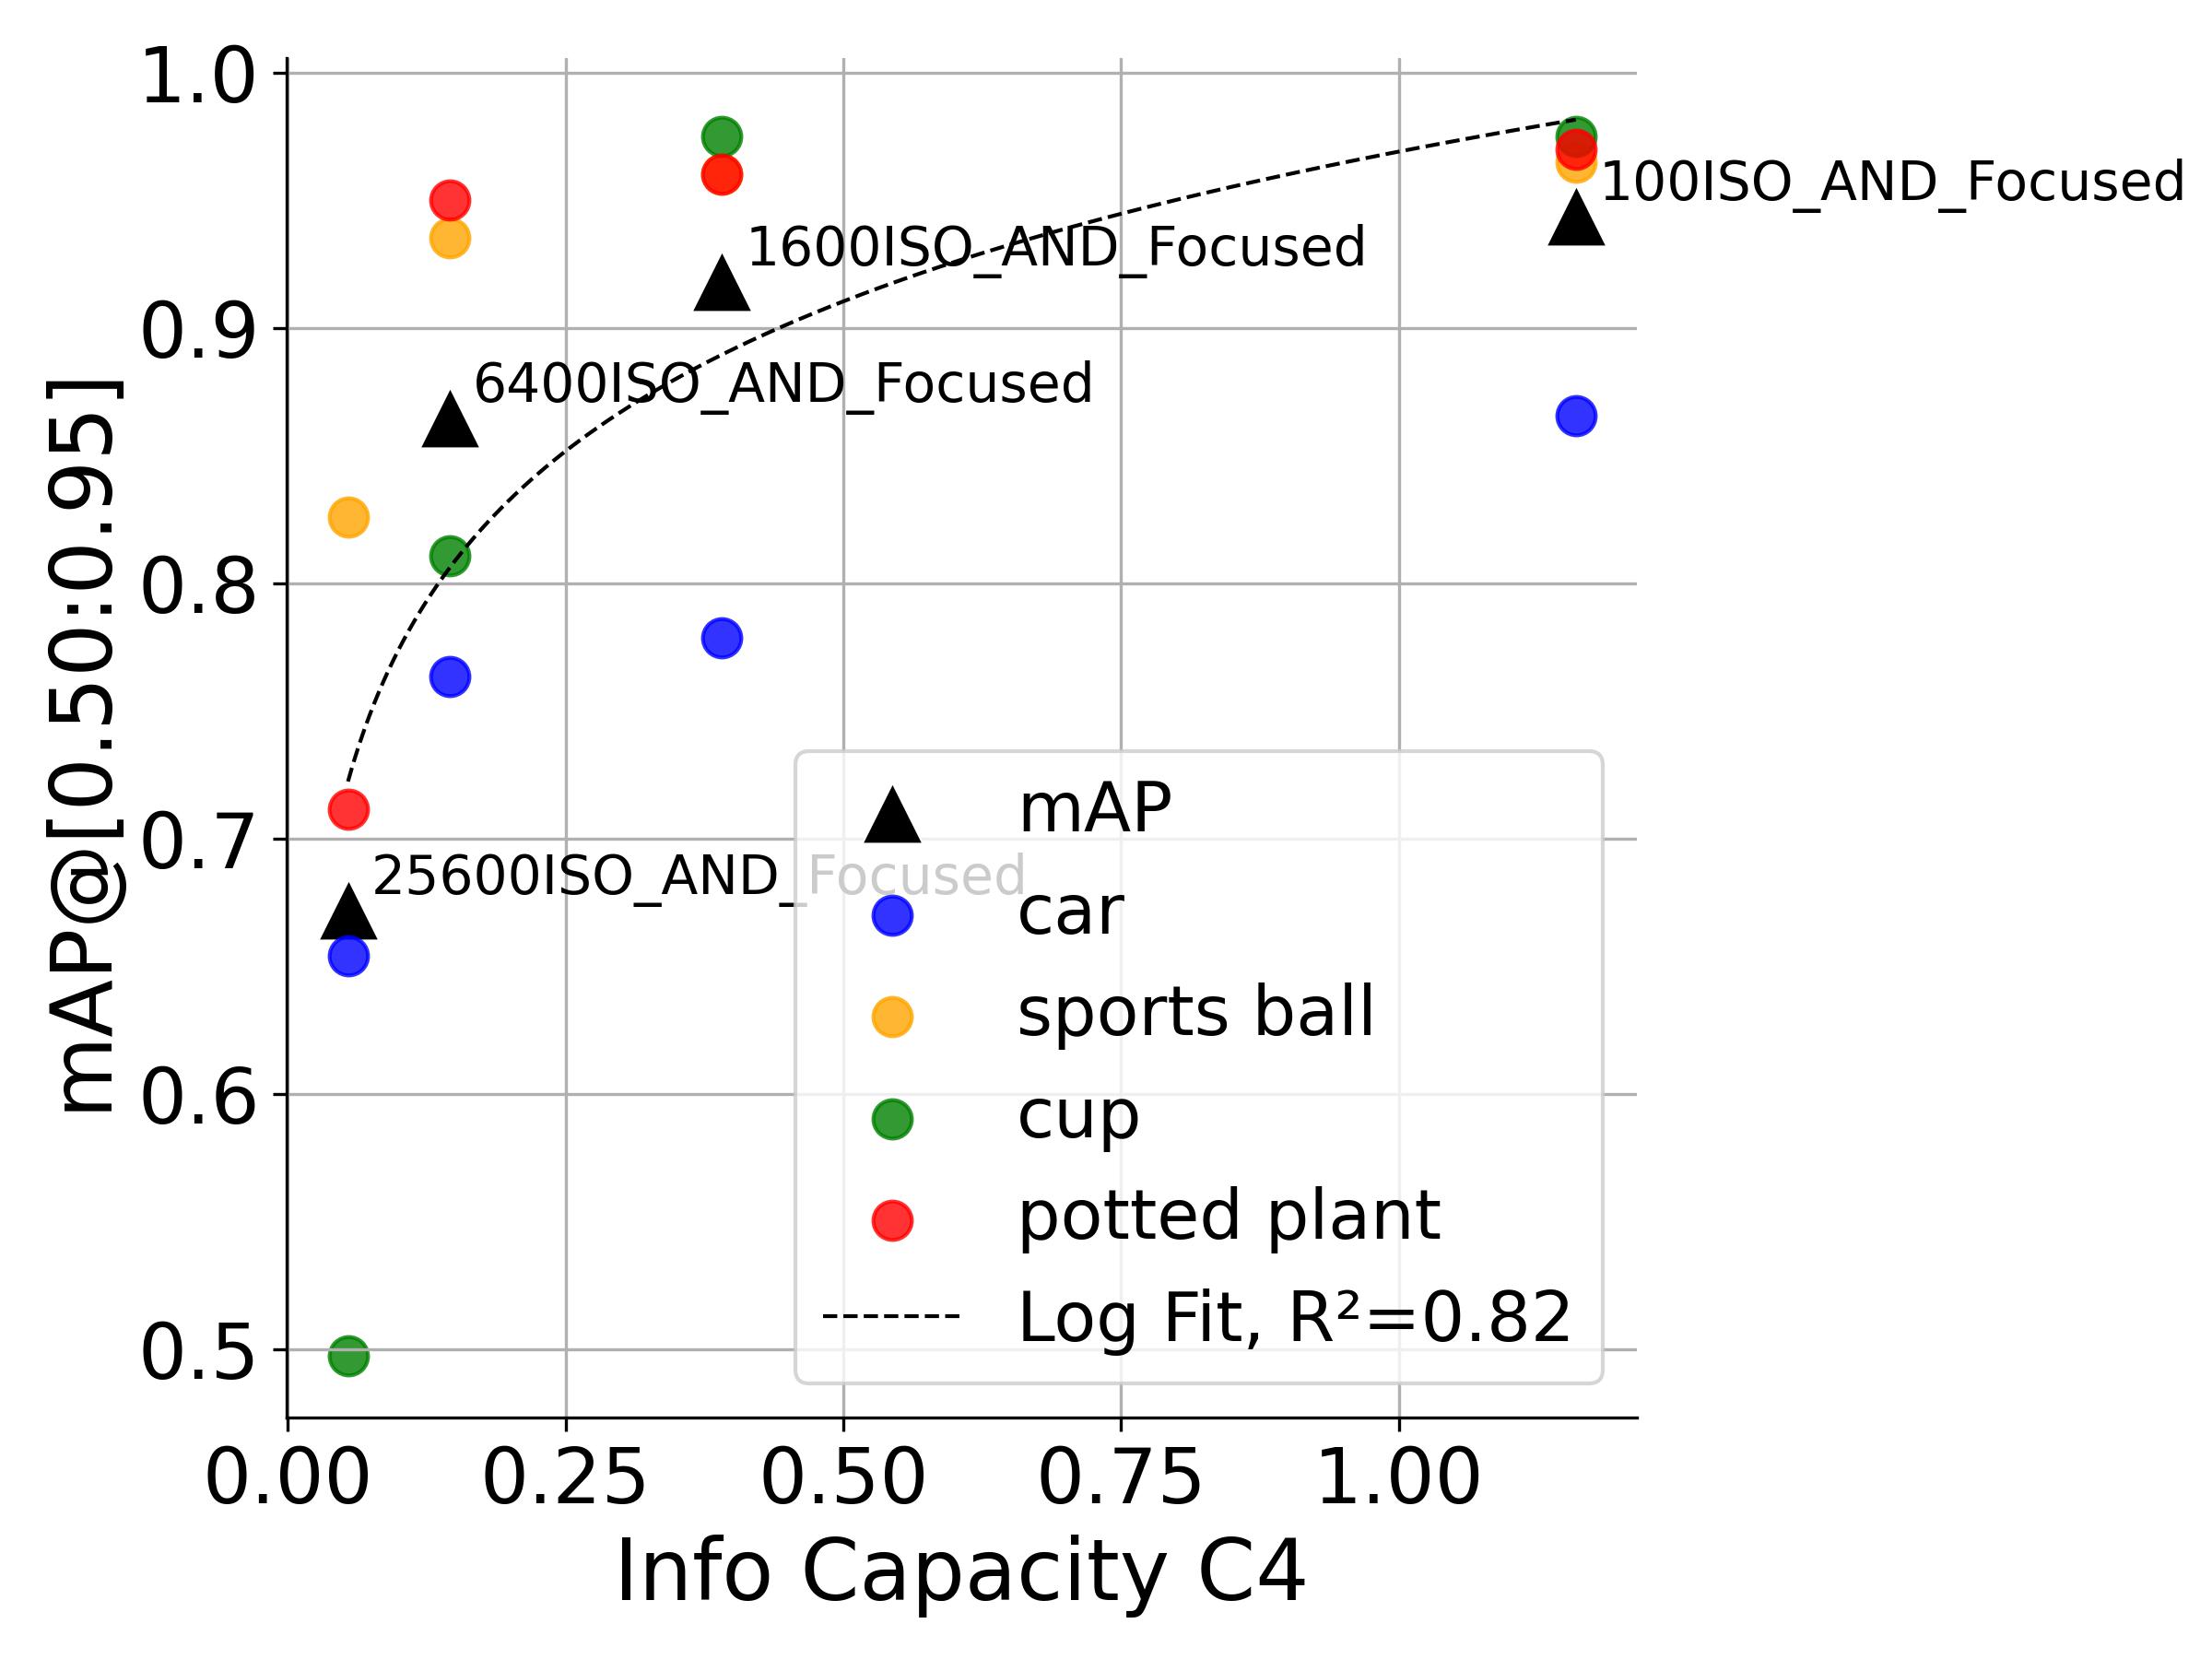 mAP@[0.50:0.95]
1.0
0.9
0.8
0.7
0.6
0.5
100ISO_AND_Focused
1600ISO_AND_Focused
6400ISO_AND_Focused
25600ISO_AND_Focused
mAP
car
sports ball
cup
potted plant
Log Fit, R²=0.82
0.00 0.25 0.50 0.75 1.00
Info Capacity C4